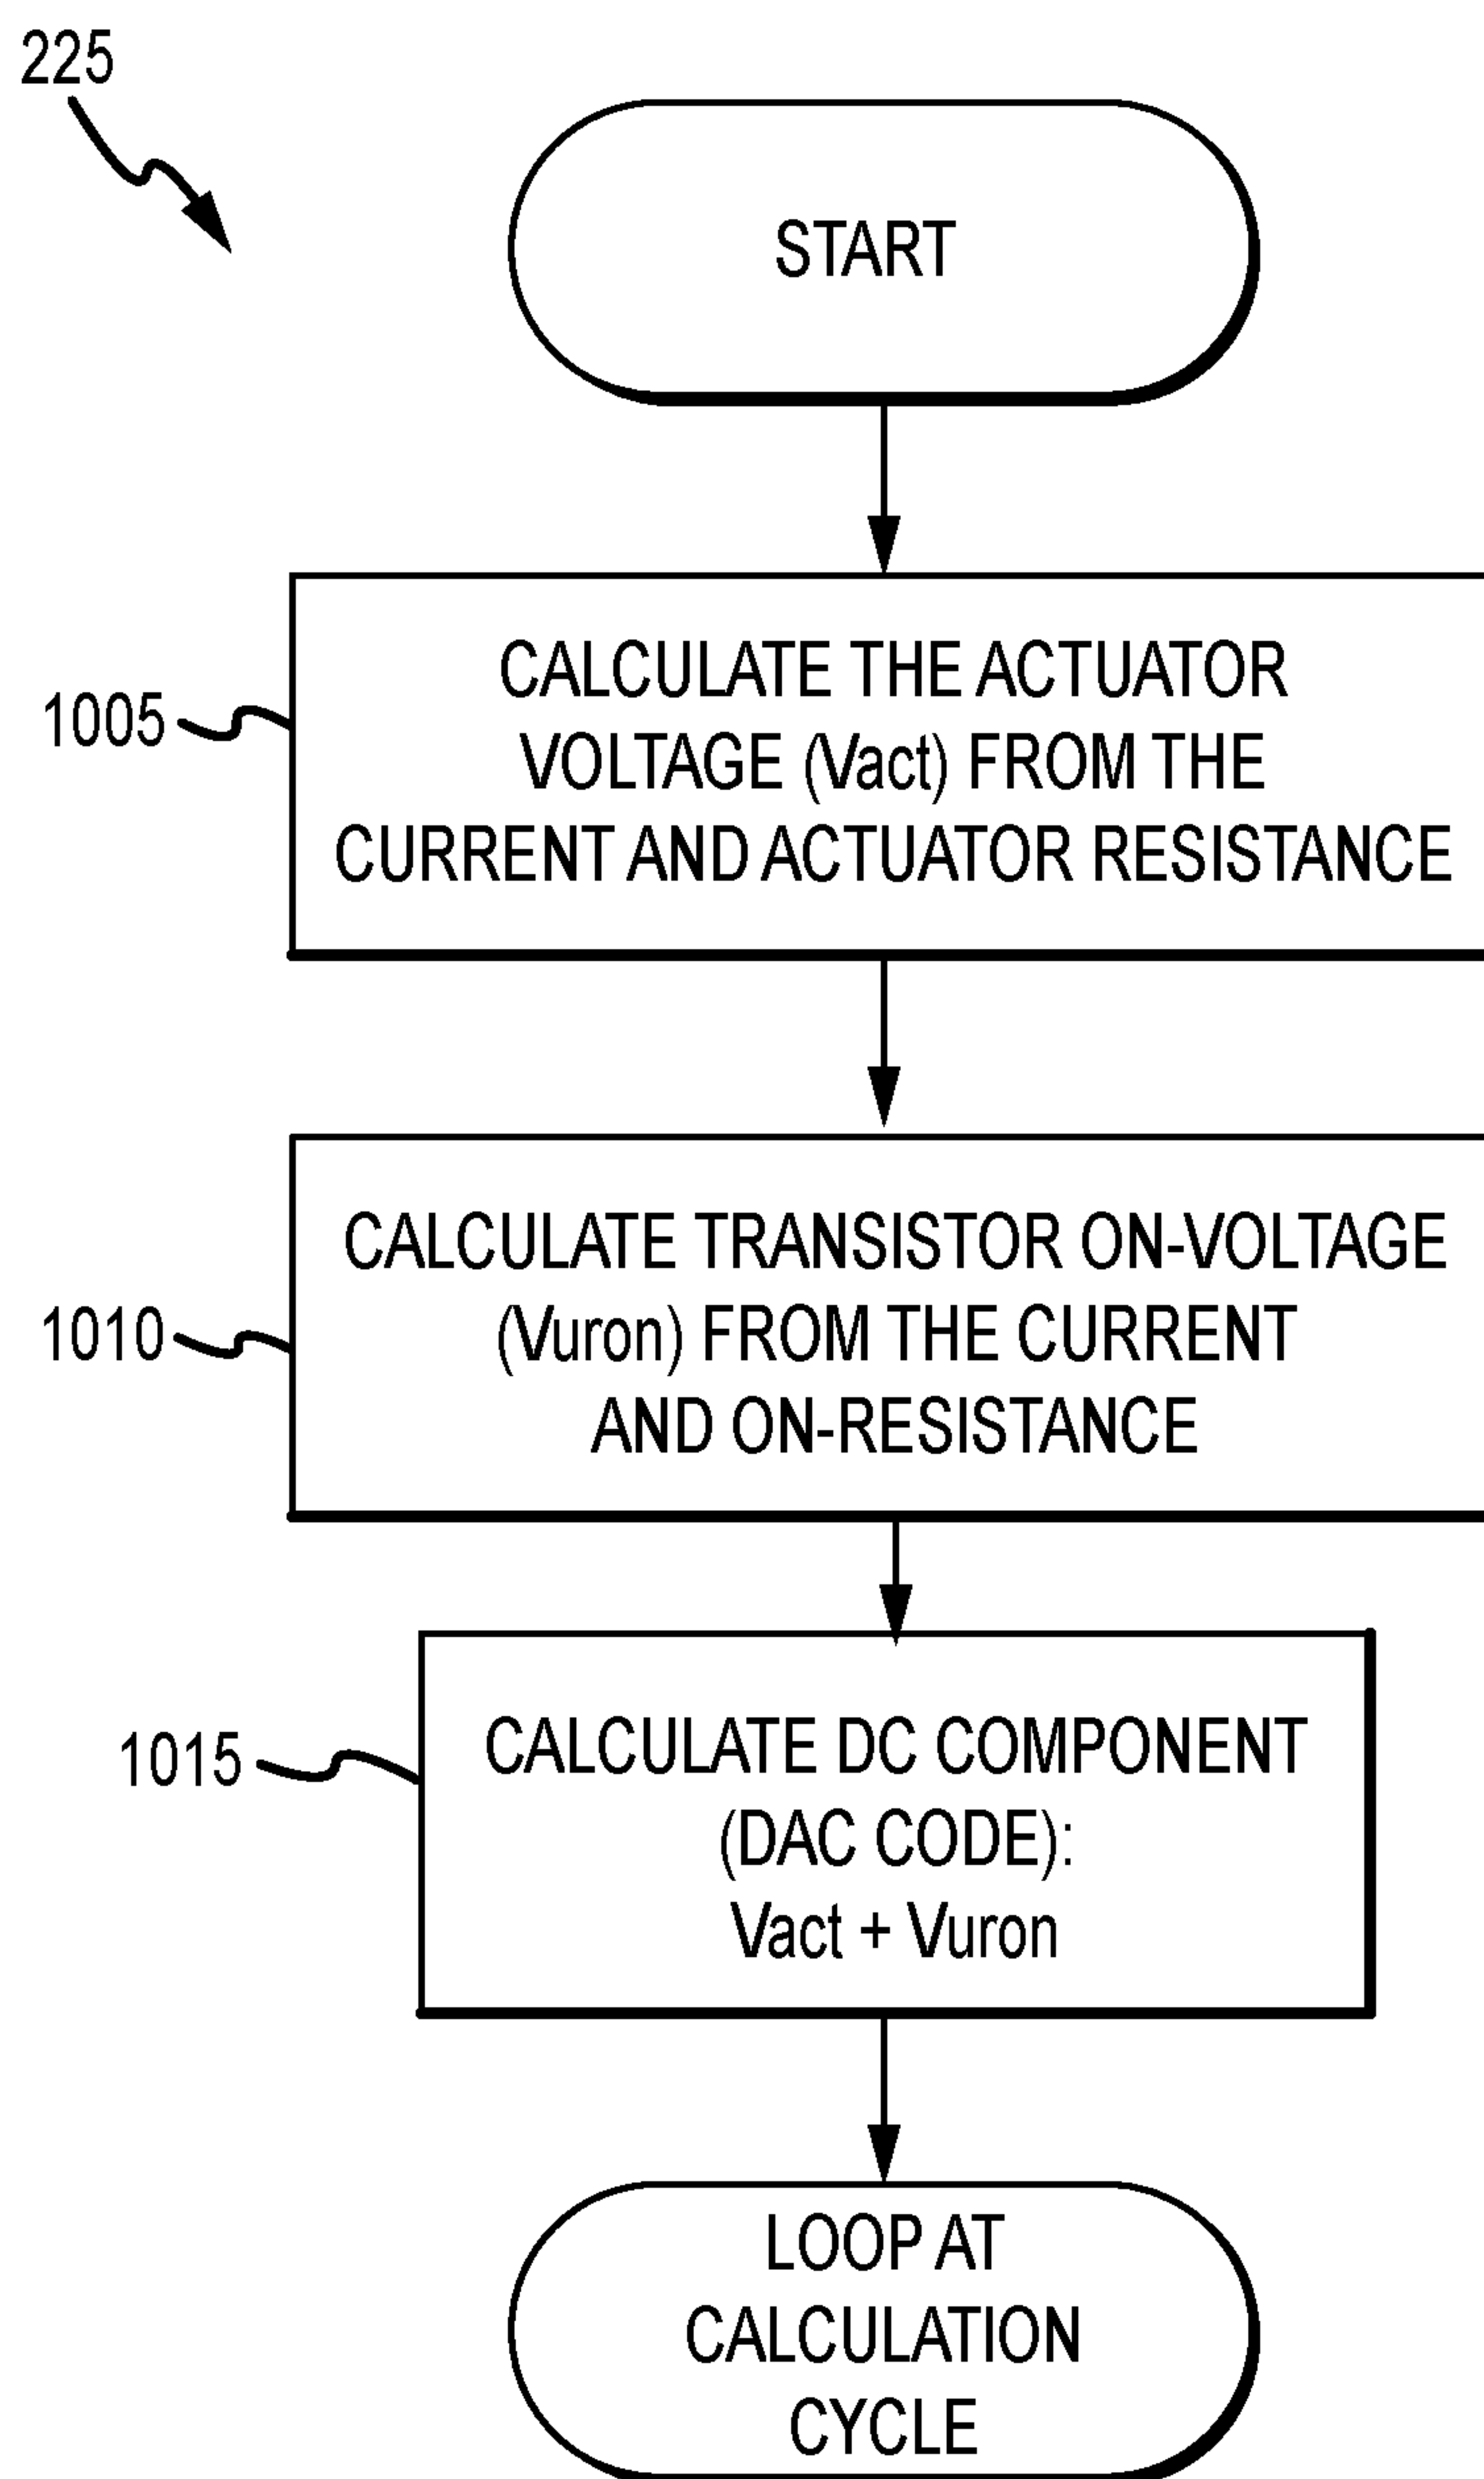 225
START
1005
CALCULATE THE ACTUATOR
VOLTAGE (Vact) FROM THE
CURRENT AND ACTUATOR RESISTANCE
1010
CALCULATE TRANSISTOR ON-VOLTAGE
(Vuron) FROM THE CURRENT
AND ON-RESISTANCE
1015
CALCULATE DC COMPONENT
(DAC CODE):
Vact + Vuron
LOOP AT
CALCULATION
CYCLE